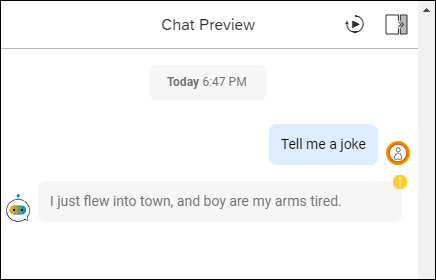 Chat Preview
Today 6:47 PM
Tell me a joke
I just flew into town, and boy are my arms tired.